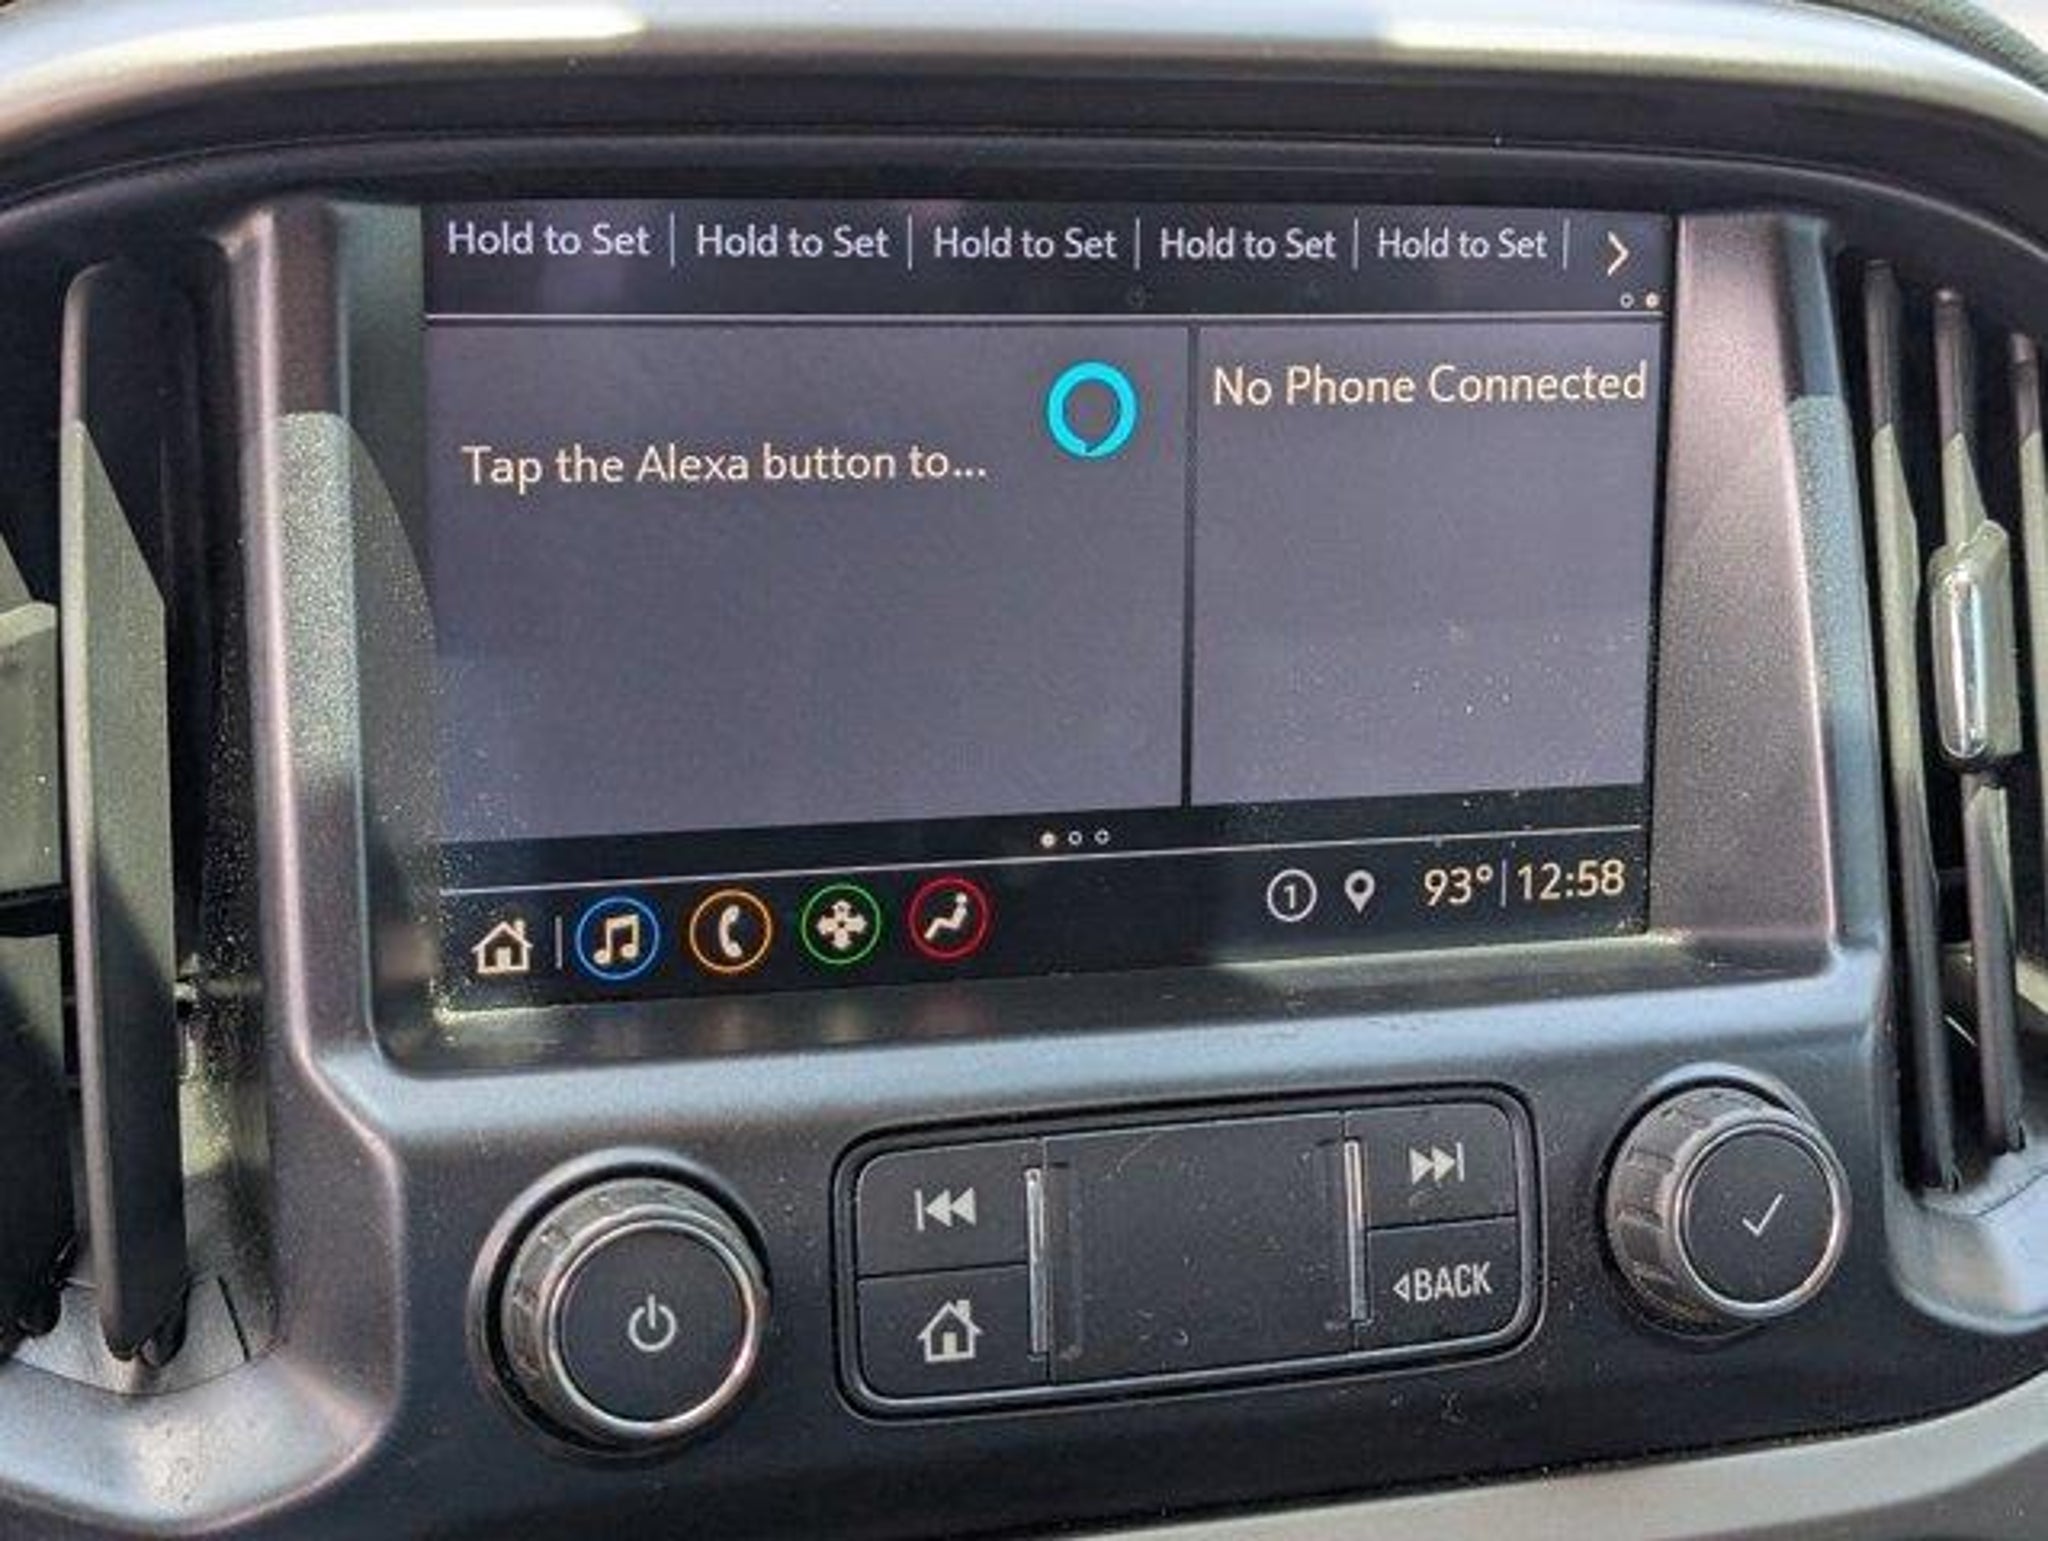 Hold to Set | Hold to Set | Hold to Set | Hold to Set | Hold to Set |
No Phone Connected
Tap the Alexa button to...
1 93° | 12:58
BACK